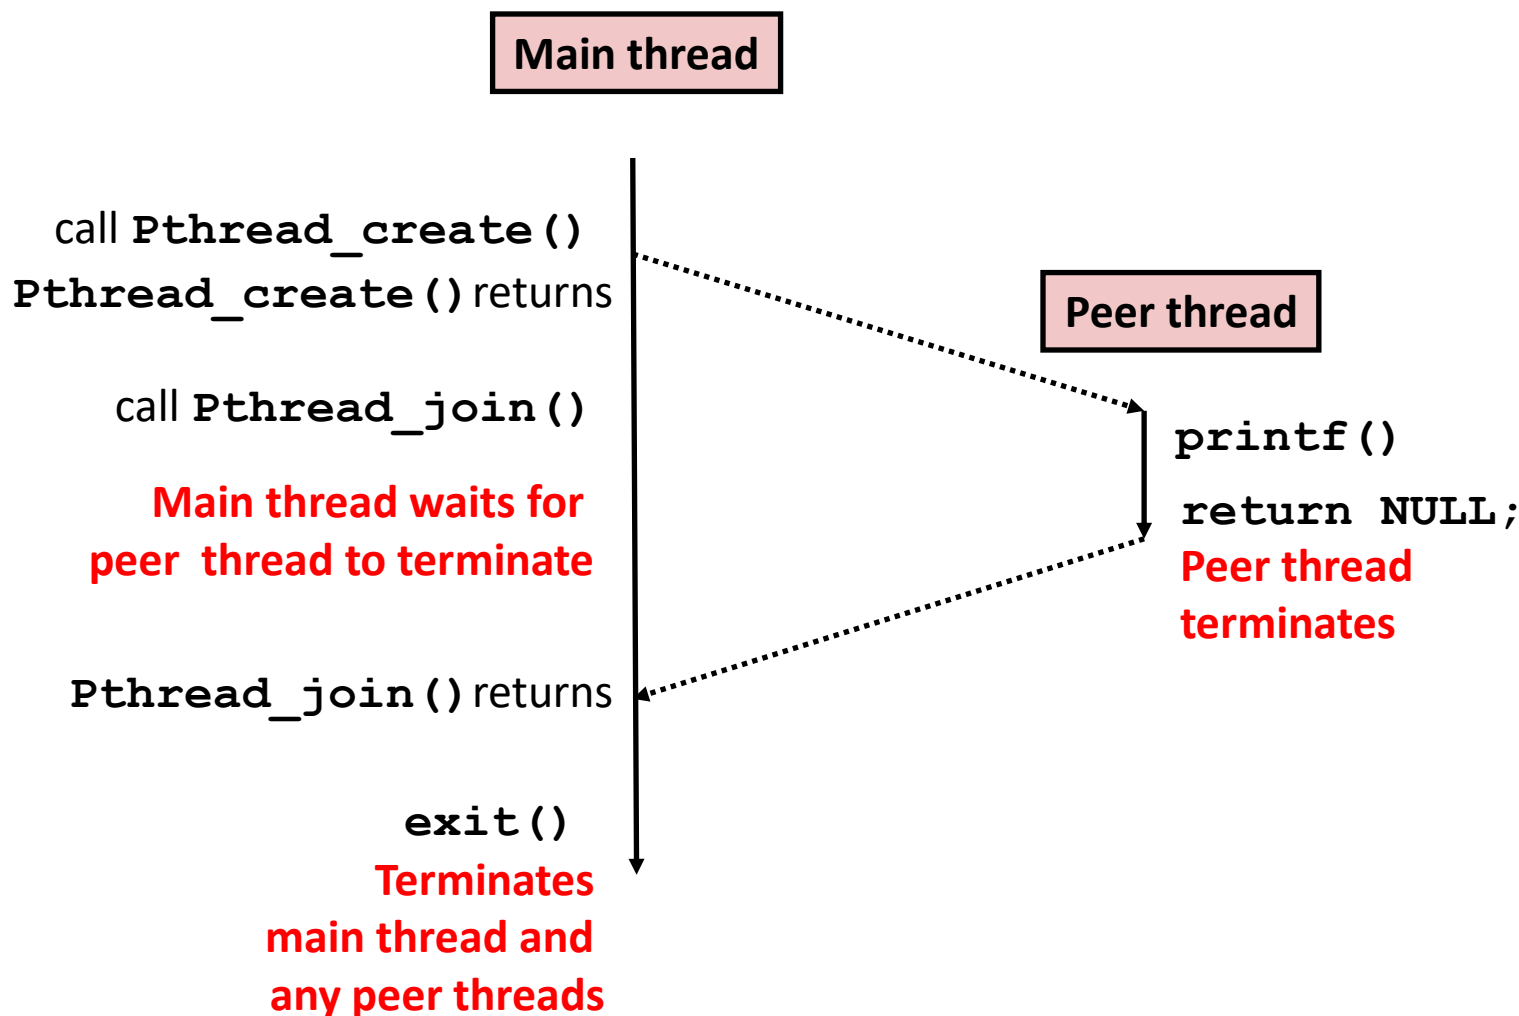 Main thread
call Pthread_create()
Pthread_create() returns
Peer thread
call Pthread_join()
printf()
Main thread waits for
peer thread to terminate
return NULL;
Peer thread
terminates
Pthread_join() returns
exit()
Terminates
main thread and
any peer threads